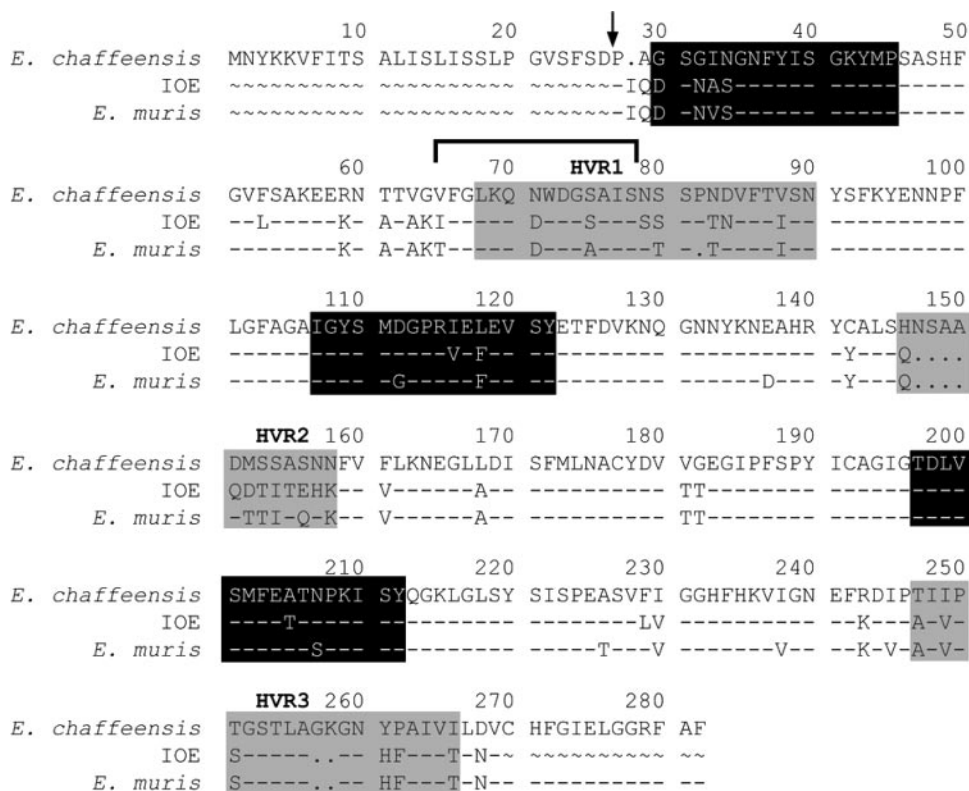 10 20 30 40 50
E. chaffeensis MNYKKVFITS ALISLISSLP GVSFSDP.AG SGINGNFYIS GKYMPSASHF
IOE ~~~~~~~~~~ ~~~~~~~~~~ ~~~~~~~-IQD -NAS------ ----------
E. muris ~~~~~~~~~~ ~~~~~~~~~~ ~~~~~~~-IQD -NVS------ ----------
HVR1
60 70 80 90 100
E. chaffeensis GVFSAKEERN TTVGVFGLKQ NWDGSAISNS SPNDVFTVSN YSFKYENNPF
IOE --L-----K- A-AKI----- --D---Q---SS --TN---I-- ----------
E. muris --------K- A-AKT----- --D---A----T -.T----I-- ----------
110 120 130 140 150
E. chaffeensis LGFAGAIGYS MDGPRIELEV SYETFDVKNQ GNNYKNEAHR YCALSHNSAA
IOE ---------- -----V-F-- ---------- ---------- -Y---Q....
E. muris ---------- --G----F-- ---------- -------D-- -Y---Q....
HVR2
160 170 180 190 200
E. chaffeensis DMSSASNNFV FLKNEGLLDI SFMLNACYDV VGEGIPFSPY ICAGIGTDLV
IOE QDTITEHK-- V------A-- ---------- TT-------- ----------
E. muris -TTI-Q-K-- V------A-- ---------- TT-------- ----------
210 220 230 240 250
E. chaffeensis SMFEATNPKI SYQGKLGLSY SISPEASVFI GGHFHKVIGN EFRDIPTIIP
IOE ----T----- ---------- --------LV ---------- --K---A-V-
E. muris ------S--- ---------- -----T---V -------V-- --K-V-A-V-
HVR3
260 270 280
E. chaffeensis TGSTLAGKGN YPAIVILDVC HFGIELGGRF AF
IOE S-----..-- HF---T-N-~ ~~~~~~~~~~ ~~
E. muris S-----..-- HF---T-N-- ---------- --